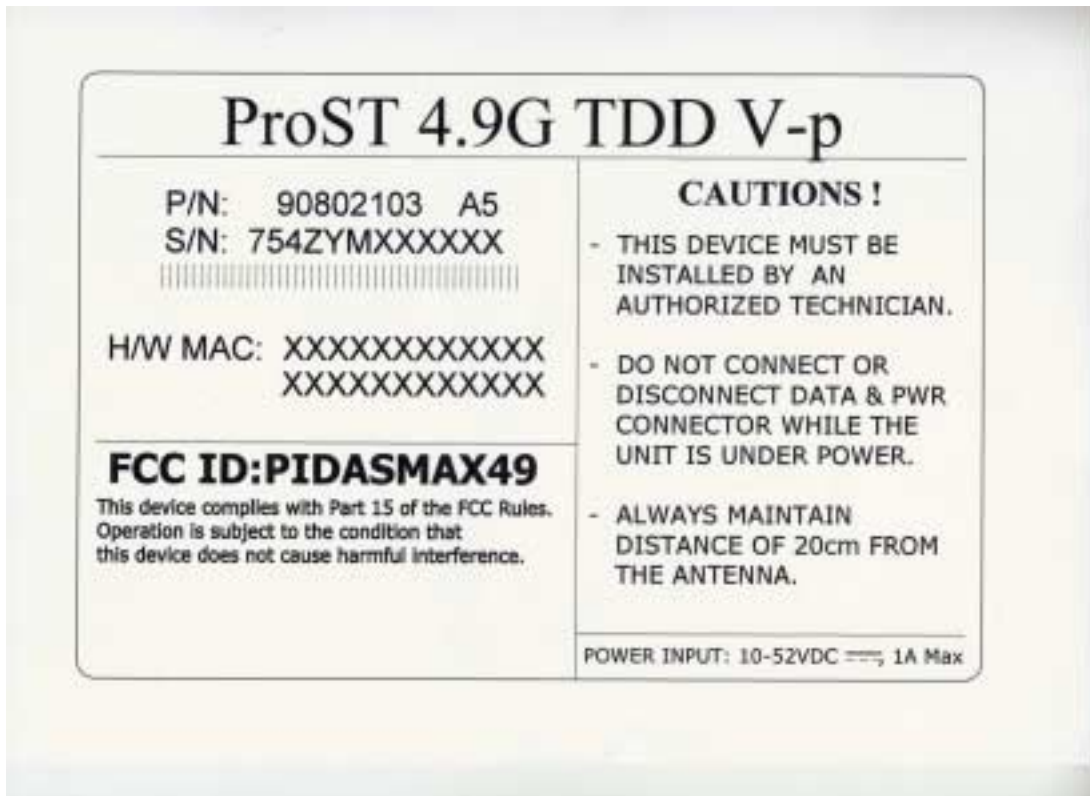 ProST 4.9G TDD V-p
P/N: 90802103 A5
S/N: 754ZYMXXXXXX
H/W MAC: XXXXXXXXXXXX
XXXXXXXXXXXX
FCC ID:PIDASMAX49
This device complies with Part 15 of the FCC Rules.
Operation is subject to the condition that
this device does not cause harmful interference.
CAUTIONS !
- THIS DEVICE MUST BE
INSTALLED BY AN
AUTHORIZED TECHNICIAN.
- DO NOT CONNECT OR
DISCONNECT DATA & PWR
CONNECTOR WHILE THE
UNIT IS UNDER POWER.
- ALWAYS MAINTAIN
DISTANCE OF 20cm FROM
THE ANTENNA.
POWER INPUT: 10-52VDC ⎓, 1A Max